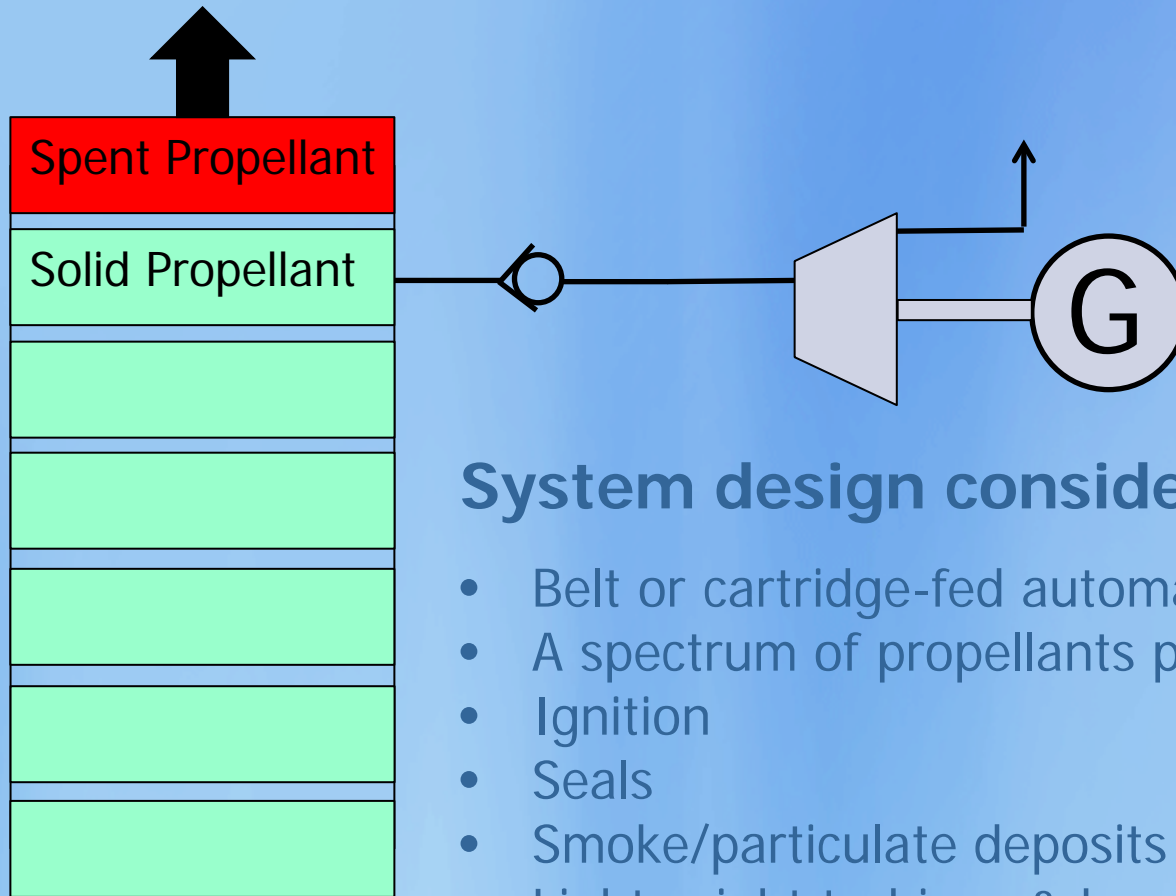 Spent Propellant
Solid Propellant
G
System design conside
• Belt or cartridge-fed automa
• A spectrum of propellants p
• Ignition
• Seals
• Smoke/particulate deposits